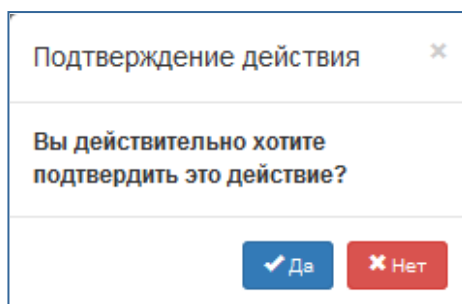 Подтверждение действия
Вы действительно хотите
подтвердить это действие?
Да Нет